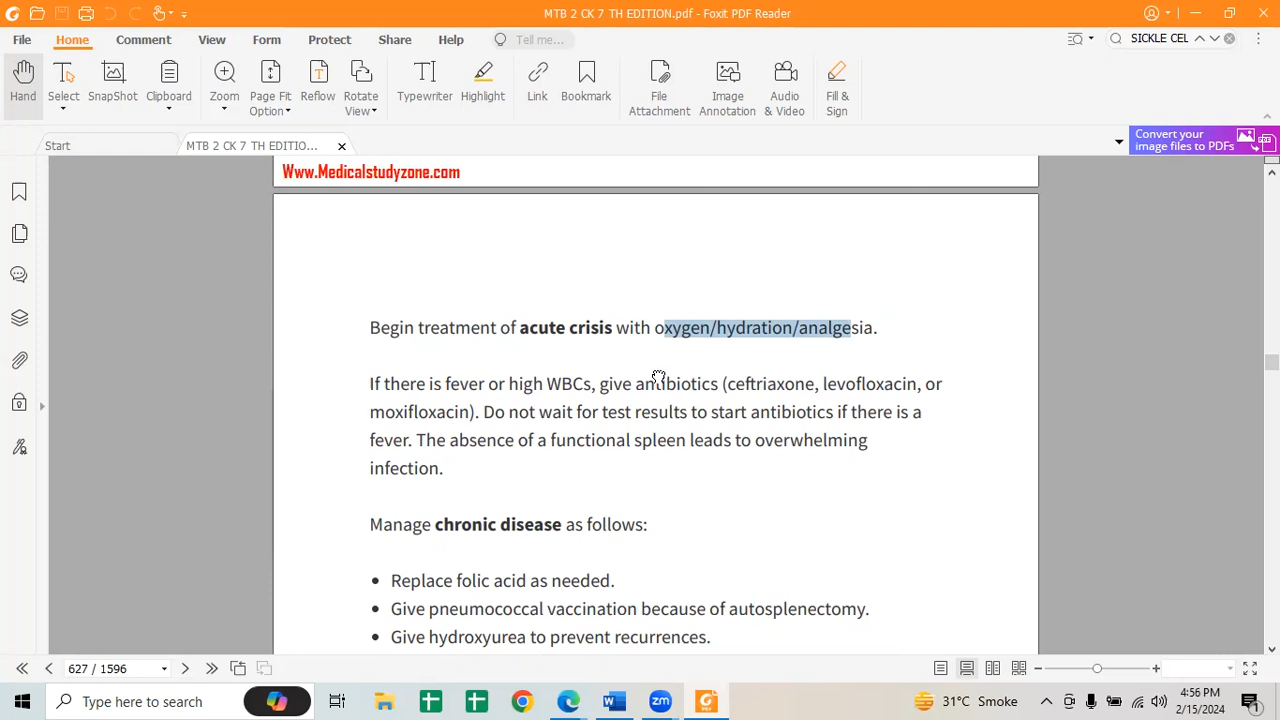 MTB 2 CK 7 TH EDITION.pdf - Foxit PDF Reader
File Home Comment View Form Protect Share Help Tell me... SICKLE CEL
Hand Select SnapShot Clipboard Zoom Page Fit Option Reflow Rotate View Typewriter Highlight Link Bookmark File Attachment Image Annotation Audio & Video Fill & Sign
Start MTB 2 CK 7 TH EDITIO... Convert your image files to PDFs
Www.Medicalstudyzone.com
Begin treatment of acute crisis with oxygen/hydration/analgesia.
If there is fever or high WBCs, give antibiotics (ceftriaxone, levofloxacin, or
moxifloxacin). Do not wait for test results to start antibiotics if there is a
fever. The absence of a functional spleen leads to overwhelming
infection.
Manage chronic disease as follows:
• Replace folic acid as needed.
• Give pneumococcal vaccination because of autosplenectomy.
• Give hydroxyurea to prevent recurrences.
627 / 1596
Type here to search 31°C Smoke 2/15/2024